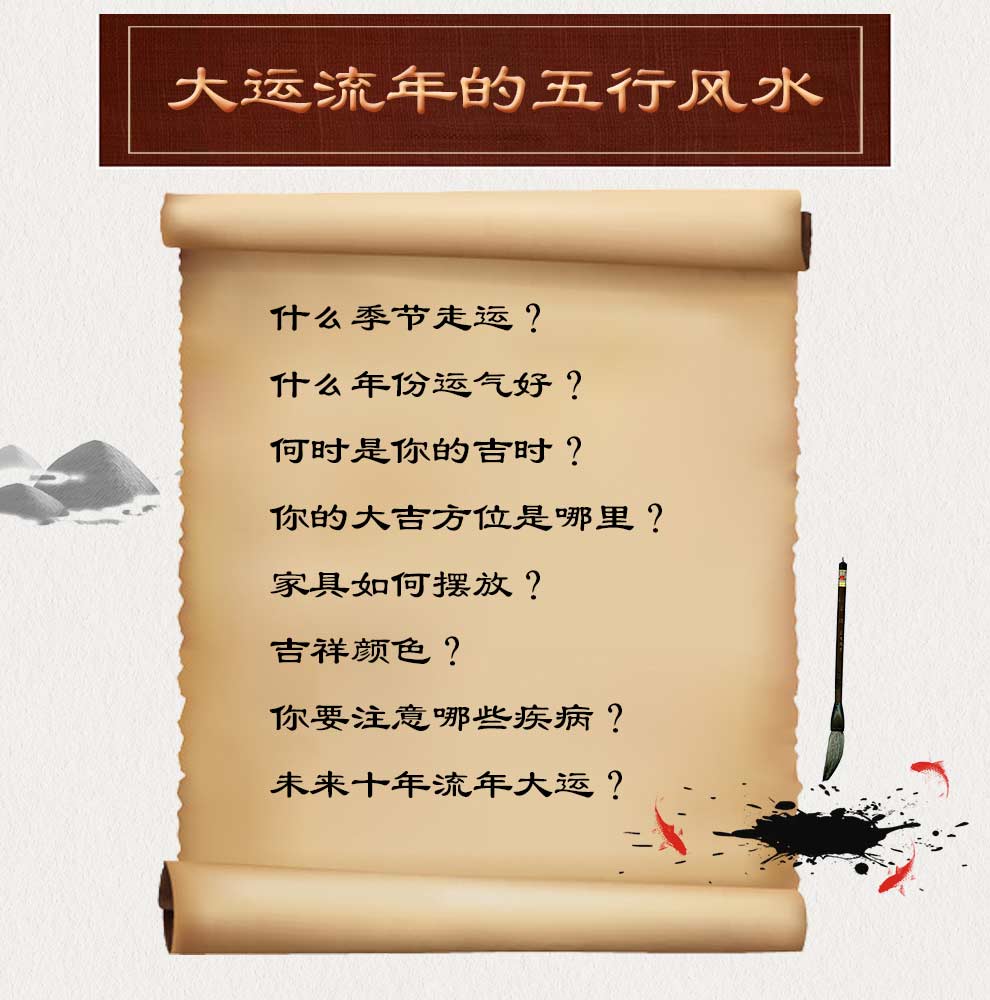 大运流年的五行风水
什么季节走运？
什么年份运气好？
何时是你的吉时？
你的大吉方位是哪里？
家具如何摆放？
吉祥颜色？
你要注意哪些疾病？
未来十年流年大运？